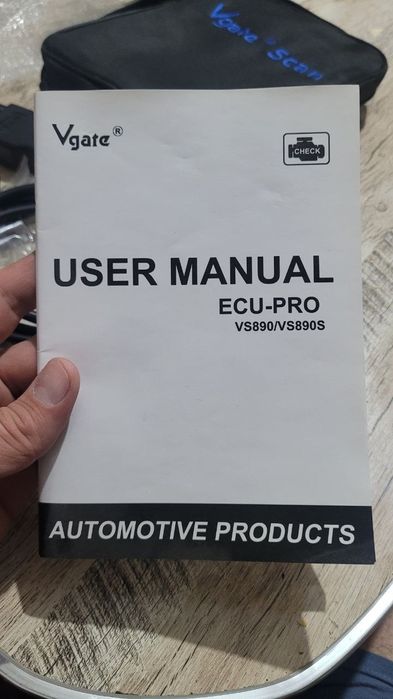 Vgate® Scan
Vgate®
CHECK
USER MANUAL
ECU-PRO
VS890/VS890S
AUTOMOTIVE PRODUCTS